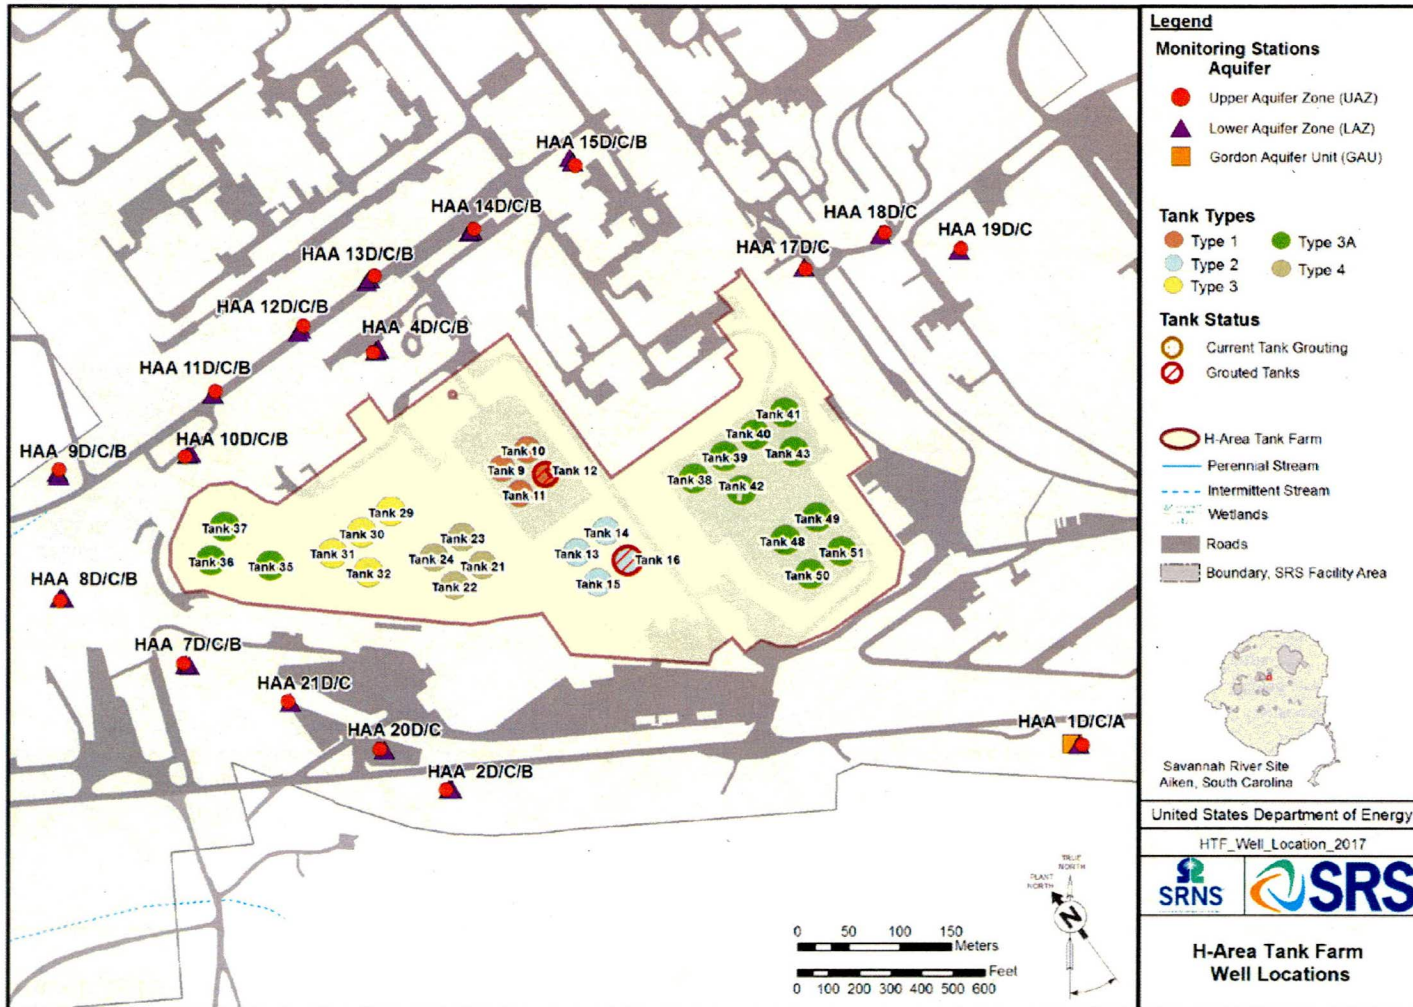 HAA 15D/C/B
HAA 14D/C/B
HAA 18D/C
HAA 19D/C
HAA 13D/C/B
HAA 17D/C
HAA 12D/C/B
HAA 4D/C/B
HAA 11D/C/B
HAA 10D/C/B
HAA 9D/C/B
HAA 8D/C/B
HAA 7D/C/B
HAA 21D/C
HAA 20D/C
HAA 2D/C/B
HAA 1D/C/A
Tank 41
Tank 40
Tank 43
Tank 39
Tank 38
Tank 42
Tank 10
Tank 9
Tank 12
Tank 11
Tank 49
Tank 48
Tank 51
Tank 50
Tank 29
Tank 30
Tank 31
Tank 32
Tank 37
Tank 36
Tank 35
Tank 23
Tank 24
Tank 21
Tank 22
Tank 14
Tank 13
Tank 16
Tank 15
TRUE
NORTH
PLANT
NORTH
N
0 50 100 150
Meters
Feet
0 100 200 300 400 500 600
Legend
Monitoring Stations
Aquifer
Upper Aquifer Zone (UAZ)
Lower Aquifer Zone (LAZ)
Gordon Aquifer Unit (GAU)
Tank Types
Type 1 Type 3A
Type 2 Type 4
Type 3
Tank Status
Current Tank Grouting
Grouted Tanks
H-Area Tank Farm
Perennial Stream
Intermittent Stream
Wetlands
Roads
Boundary, SRS Facility Area
Savannah River Site
Aiken, South Carolina
United States Department of Energy
HTF_Well_Location_2017
SRNS SRS
H-Area Tank Farm
Well Locations